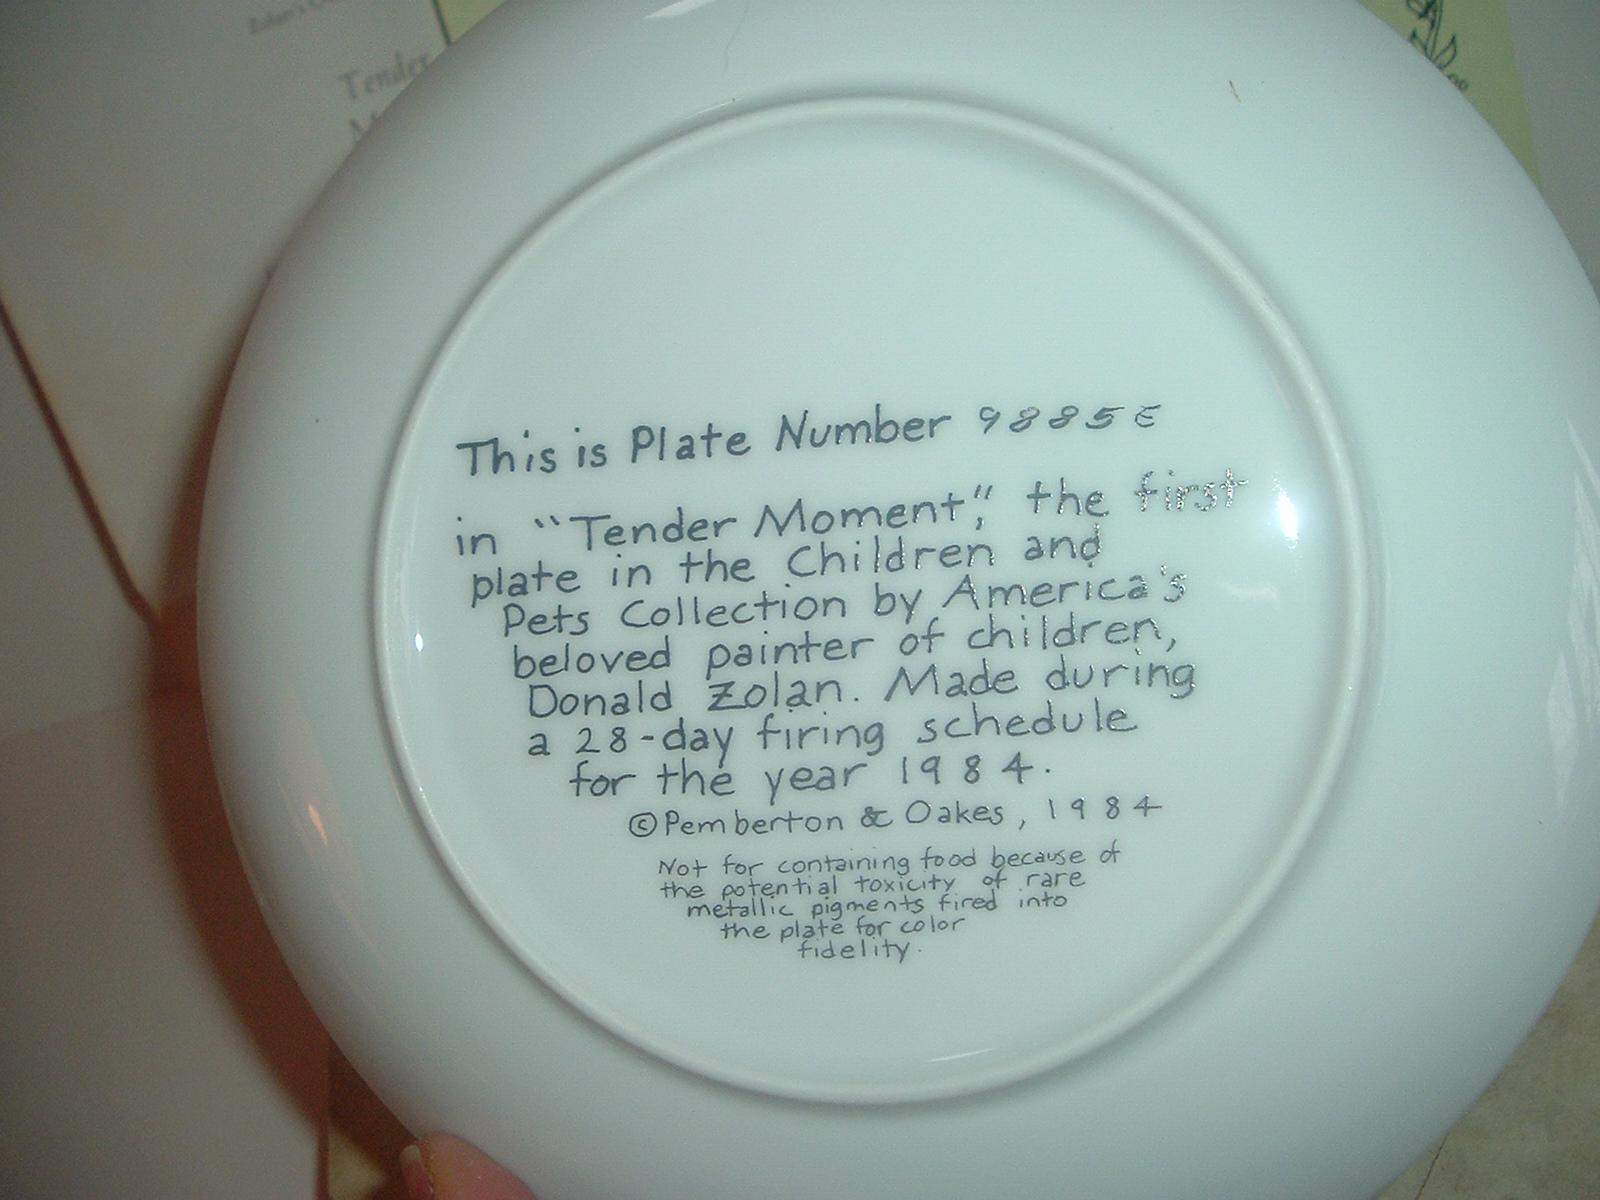 Zolan's
Tender
This is Plate Number 9885E
in "Tender Moment," the first
plate in the Children and
Pets Collection by America's
beloved painter of children,
Donald Zolan. Made during
a 28-day firing schedule
for the year 1984.
© Pemberton & Oakes, 1984
Not for containing food because of
the potential toxicity of rare
metallic pigments fired into
the plate for color
fidelity.